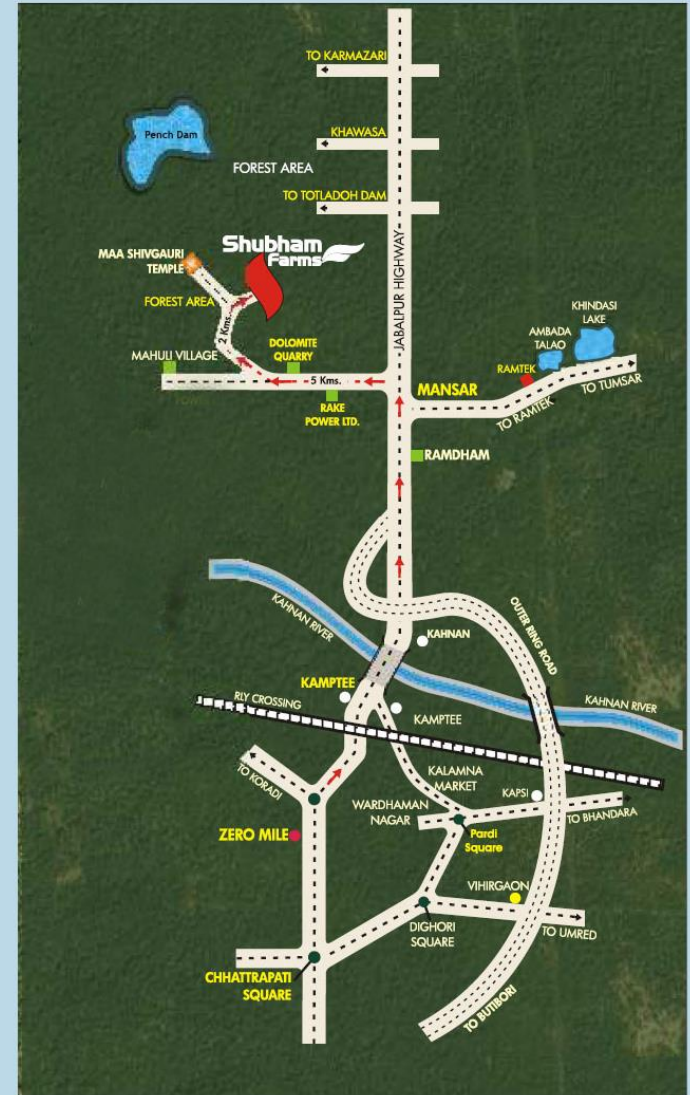 TO KARMAZARI
Pench Dam
KHAWASA
FOREST AREA
TO TOTLADOH DAM
JABALPUR HIGHWAY
Shubham
Farms
MAA SHIVGAURI
TEMPLE
FOREST AREA
2 Kms.
MAHULI VILLAGE
DOLOMITE
QUARRY
5 Kms.
RAKE
POWER LTD.
KHINDASI
LAKE
AMBADA
TALAO
RAMTEK
MANSAR
TO RAMTEK
TO TUMSAR
RAMDHAM
KAHNAN RIVER
OUTER RING ROAD
KAHNAN
KAMPTEE
RLY CROSSING
KAMPTEE
KAHNAN RIVER
TO KORADI
KALAMNA
MARKET
KAPSI
WARDHAMAN
NAGAR
TO BHANDARA
ZERO MILE
Pardi
Square
VIHIRGAON
DIGHORI
SQUARE
TO UMRED
CHHATTRAPATI
SQUARE
TO BUTIBORI